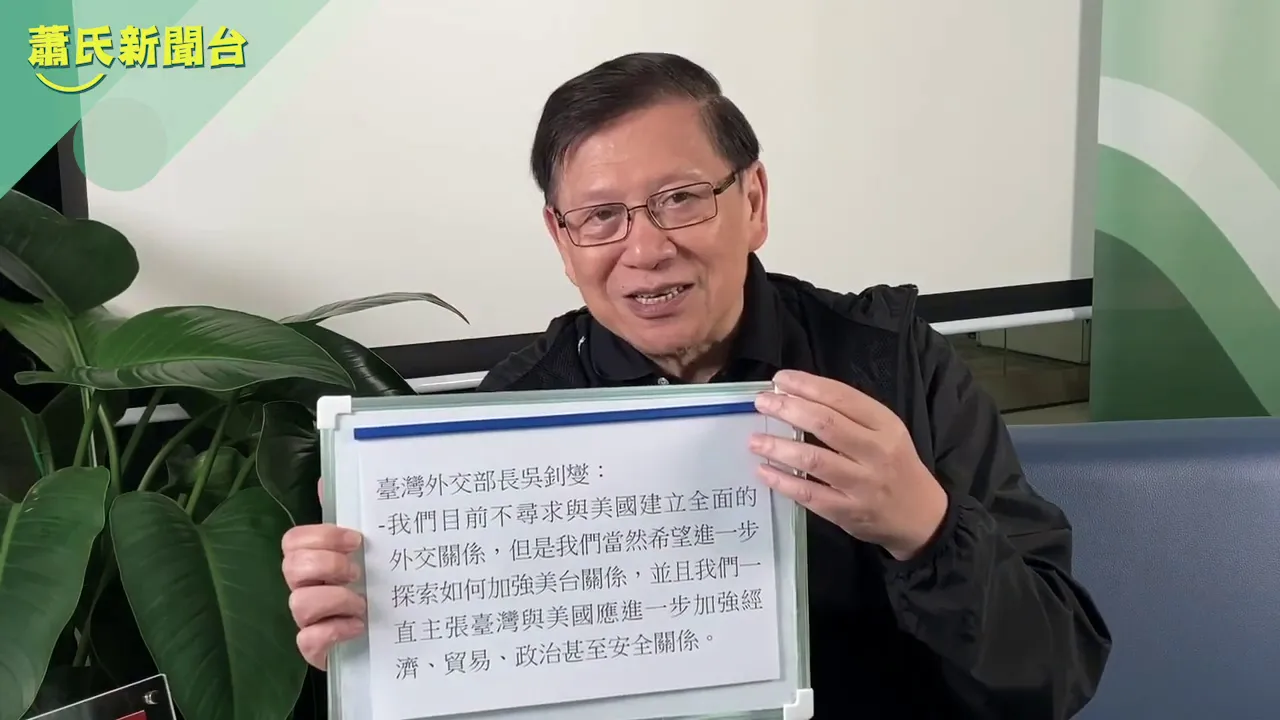 蕭氏新聞台
臺灣外交部長吳釗燮：
-我們目前不尋求與美國建立全面的
外交關係，但是我們當然希望進一步
探索如何加強美台關係，並且我們一
直主張臺灣與美國應進一步加強經
濟、貿易、政治甚至安全關係。